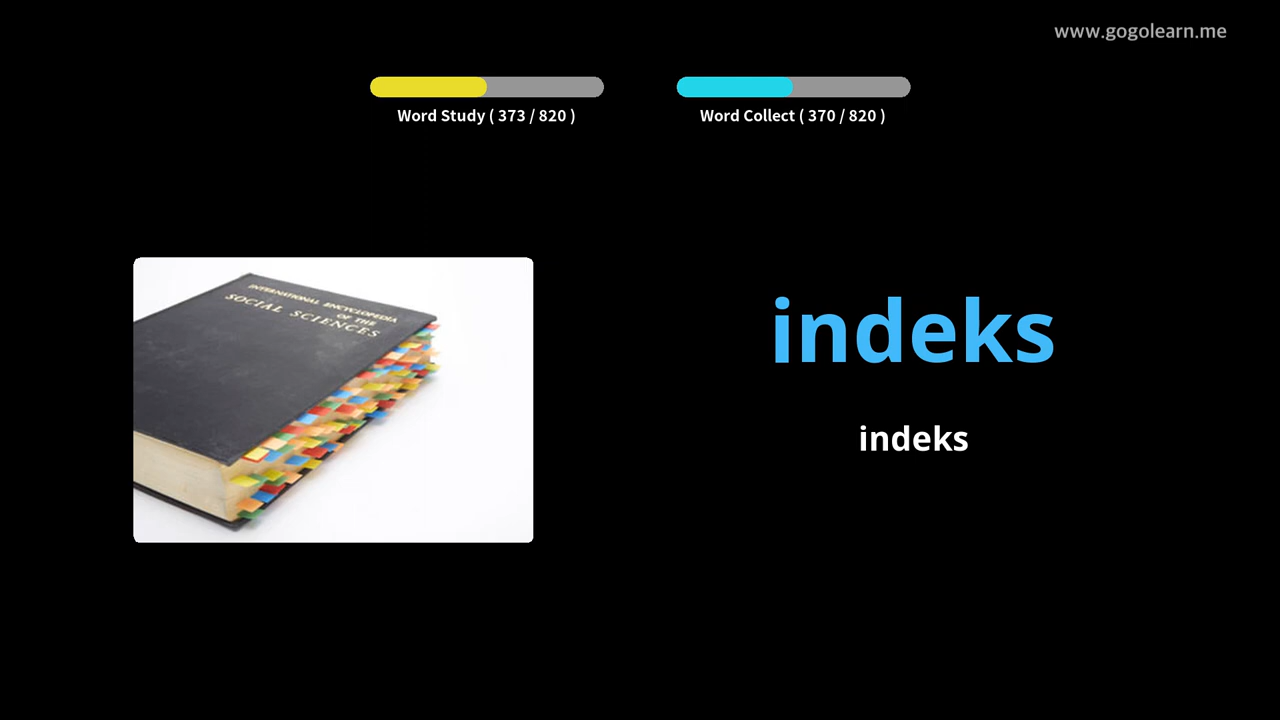 www.gogolearn.me
Word Study ( 373 / 820 )
Word Collect ( 370 / 820 )
INTERNATIONAL ENCYCLOPEDIA
OF THE
SOCIAL SCIENCES
indeks
indeks